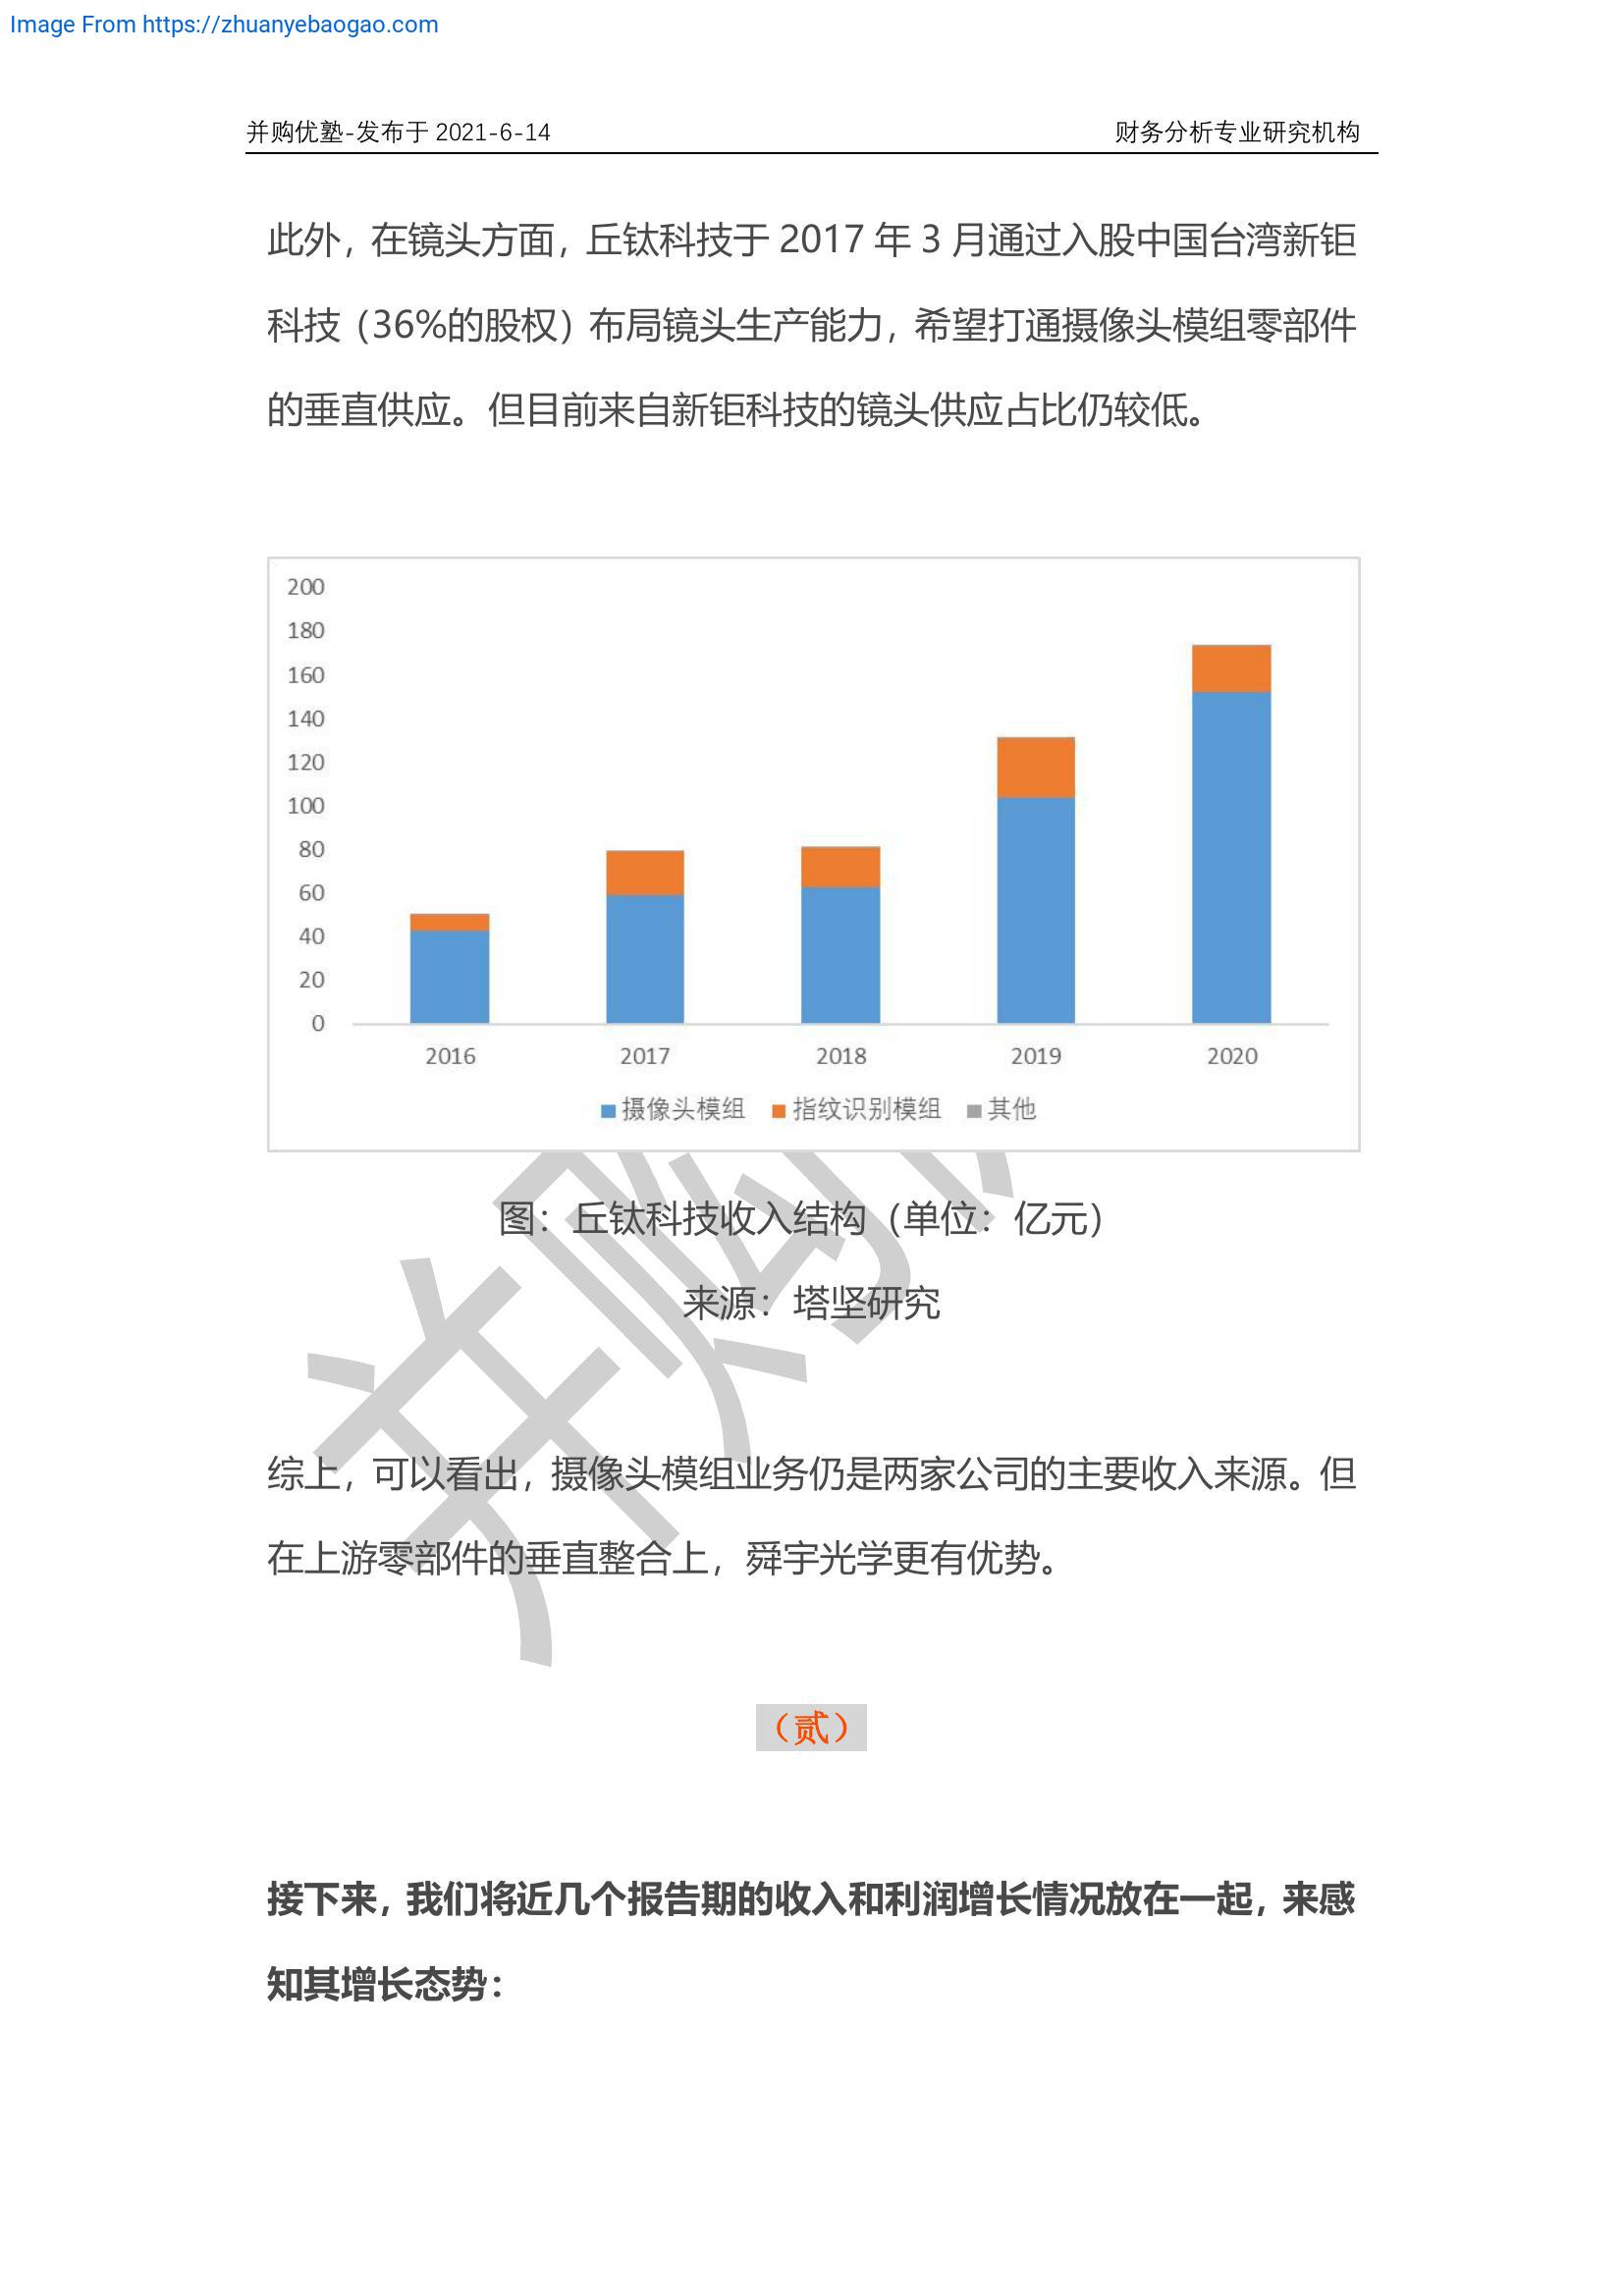 Image From https://zhuanyebaogao.com
并购优塾-发布于 2021-6-14 财务分析专业研究机构
此外，在镜头方面，丘钛科技于 2017 年 3 月通过入股中国台湾新钜
科技（36%的股权）布局镜头生产能力，希望打通摄像头模组零部件
的垂直供应。但目前来自新钜科技的镜头供应占比仍较低。
200
180
160
140
120
100
80
60
40
20
0
2016 2017 2018 2019 2020
摄像头模组 指纹识别模组 其他
图：丘钛科技收入结构（单位：亿元）
来源：塔坚研究
综上，可以看出，摄像头模组业务仍是两家公司的主要收入来源。但
在上游零部件的垂直整合上，舜宇光学更有优势。
（贰）
接下来，我们将近几个报告期的收入和利润增长情况放在一起，来感
知其增长态势：
并购